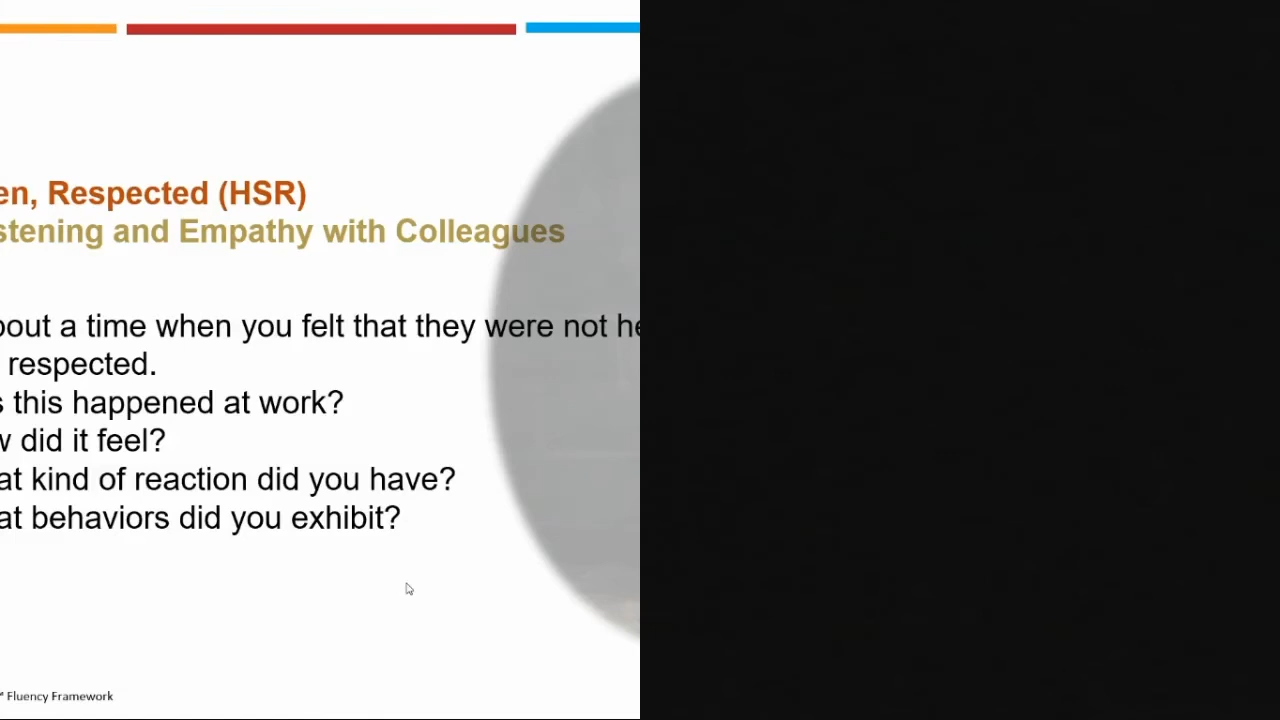 en, Respected (HSR)
stening and Empathy with Colleagues
bout a time when you felt that they were not he
respected.
s this happened at work?
w did it feel?
at kind of reaction did you have?
at behaviors did you exhibit?
Fluency Framework